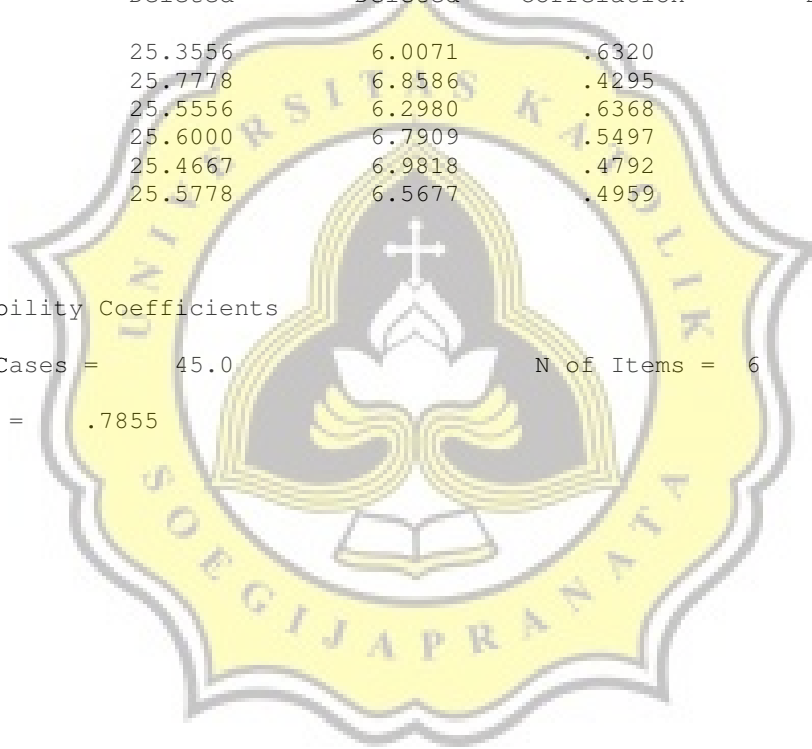 Deleted Deleted Correlation
25.3556 6.0071 .6320
25.7778 6.8586 .4295
25.5556 6.2980 .6368
25.6000 6.7909 .5497
25.4667 6.9818 .4792
25.5778 6.5677 .4959
bility Coefficients
Cases = 45.0 N of Items = 6
= .7855
UNIVERSITAS KATOLIK
SOEGIJAPRANATA